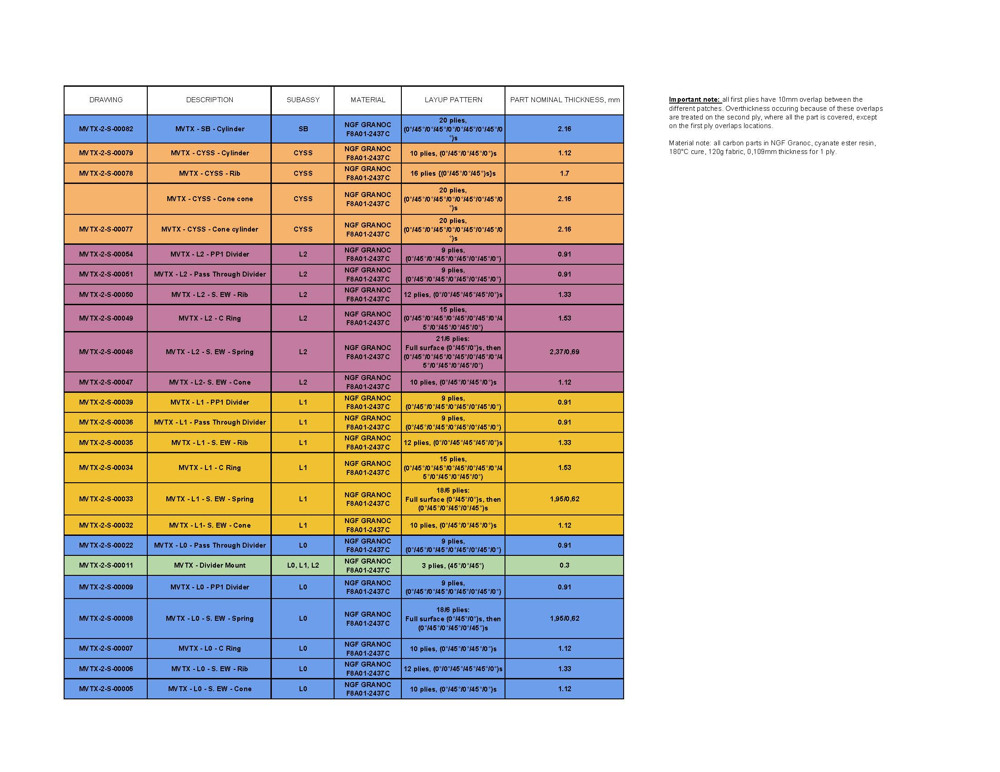 DRAWING DESCRIPTION SUBASSY MATERIAL LAYUP PATTERN PART NOMINAL THICKNESS, mm
MVTX-2-S-00082 MVTX - SB - Cylinder SB NGF GRANOC F8A01-2437C 20 plies, (0°/45°/0°/45°/0°/0°/45°/0°/45°/0°)s 2.16
MVTX-2-S-00079 MVTX - CYSS - Cylinder CYSS NGF GRANOC F8A01-2437C 10 plies, (0°/45°/0°/45°/0°)s 1.12
MVTX-2-S-00078 MVTX - CYSS - Rib CYSS NGF GRANOC F8A01-2437C 16 plies {(0°/45°/0°/45°)s}s 1.7
MVTX - CYSS - Cone cone CYSS NGF GRANOC F8A01-2437C 20 plies, (0°/45°/0°/45°/0°/0°/45°/0°/45°/0°)s 2.16
MVTX-2-S-00077 MVTX - CYSS - Cone cylinder CYSS NGF GRANOC F8A01-2437C 20 plies, (0°/45°/0°/45°/0°/0°/45°/0°/45°/0°)s 2.16
MVTX-2-S-00054 MVTX - L2 - PP1 Divider L2 NGF GRANOC F8A01-2437C 9 plies, (0°/45°/0°/45°/0°/45°/0°/45°/0°) 0.91
MVTX-2-S-00051 MVTX - L2 - Pass Through Divider L2 NGF GRANOC F8A01-2437C 9 plies, (0°/45°/0°/45°/0°/45°/0°/45°/0°) 0.91
MVTX-2-S-00050 MVTX - L2 - S. EW - Rib L2 NGF GRANOC F8A01-2437C 12 plies, (0°/0°/45°/45°/45°/0°)s 1.33
MVTX-2-S-00049 MVTX - L2 - C Ring L2 NGF GRANOC F8A01-2437C 15 plies, (0°/45°/0°/45°/0°/45°/0°/45°/0°/45°/0°/45°/0°/45°/0°) 1.53
MVTX-2-S-00048 MVTX - L2 - S. EW - Spring L2 NGF GRANOC F8A01-2437C 21/6 plies: Full surface (0°/45°/0°)s, then (0°/45°/0°/45°/0°/45°/0°/45°/0°/45°/0°/45°/0°/45°/0°) 2,37/0,69
MVTX-2-S-00047 MVTX - L2- S. EW - Cone L2 NGF GRANOC F8A01-2437C 10 plies, (0°/45°/0°/45°/0°)s 1.12
MVTX-2-S-00039 MVTX - L1 - PP1 Divider L1 NGF GRANOC F8A01-2437C 9 plies, (0°/45°/0°/45°/0°/45°/0°/45°/0°) 0.91
MVTX-2-S-00036 MVTX - L1 - Pass Through Divider L1 NGF GRANOC F8A01-2437C 9 plies, (0°/45°/0°/45°/0°/45°/0°/45°/0°) 0.91
MVTX-2-S-00035 MVTX - L1 - S. EW - Rib L1 NGF GRANOC F8A01-2437C 12 plies, (0°/0°/45°/45°/45°/0°)s 1.33
MVTX-2-S-00034 MVTX - L1 - C Ring L1 NGF GRANOC F8A01-2437C 15 plies, (0°/45°/0°/45°/0°/45°/0°/45°/0°/45°/0°/45°/0°/45°/0°) 1.53
MVTX-2-S-00033 MVTX - L1 - S. EW - Spring L1 NGF GRANOC F8A01-2437C 18/6 plies: Full surface (0°/45°/0°)s, then (0°/45°/0°/45°/0°/45°)s 1,95/0,62
MVTX-2-S-00032 MVTX - L1- S. EW - Cone L1 NGF GRANOC F8A01-2437C 10 plies, (0°/45°/0°/45°/0°)s 1.12
MVTX-2-S-00022 MVTX - L0 - Pass Through Divider L0 NGF GRANOC F8A01-2437C 9 plies, (0°/45°/0°/45°/0°/45°/0°/45°/0°) 0.91
MVTX-2-S-00011 MVTX - Divider Mount L0, L1, L2 NGF GRANOC F8A01-2437C 3 plies, (45°/0°/45°) 0.3
MVTX-2-S-00009 MVTX - L0 - PP1 Divider L0 NGF GRANOC F8A01-2437C 9 plies, (0°/45°/0°/45°/0°/45°/0°/45°/0°) 0.91
MVTX-2-S-00008 MVTX - L0 - S. EW - Spring L0 NGF GRANOC F8A01-2437C 18/6 plies: Full surface (0°/45°/0°)s, then (0°/45°/0°/45°/0°/45°)s 1,95/0,62
MVTX-2-S-00007 MVTX - L0 - C Ring L0 NGF GRANOC F8A01-2437C 10 plies, (0°/45°/0°/45°/0°)s 1.12
MVTX-2-S-00006 MVTX - L0 - S. EW - Rib L0 NGF GRANOC F8A01-2437C 12 plies, (0°/0°/45°/45°/45°/0°)s 1.33
MVTX-2-S-00005 MVTX - L0 - S. EW - Cone L0 NGF GRANOC F8A01-2437C 10 plies, (0°/45°/0°/45°/0°)s 1.12
Important note: all first plies have 10mm overlap between the
different patches. Overthickness occuring because of these overlaps
are treated on the second ply, where all the part is covered, except
on the first ply overlaps locations.
Material note: all carbon parts in NGF Granoc, cyanate ester resin,
180°C cure, 120g fabric, 0,109mm thickness for 1 ply.